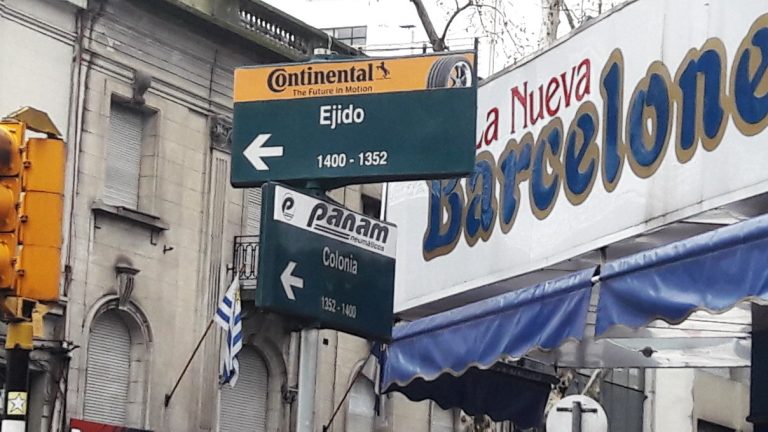 Continental
The Future in Motion
Ejido
1400 - 1352
Panam
neumáticos
Colonia
1352-1400
La Nueva
Barcelone